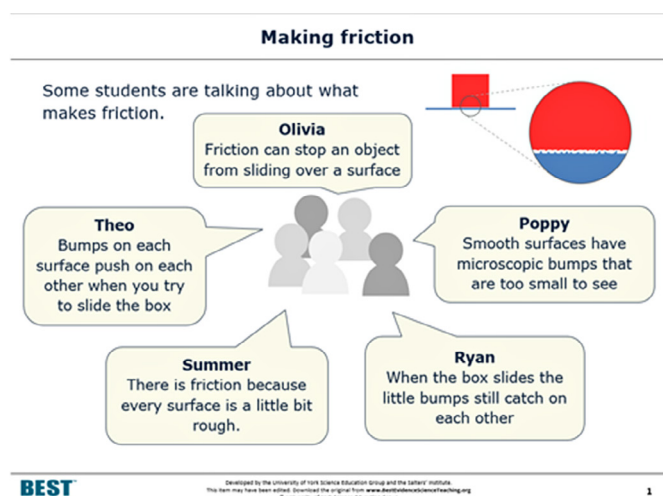 Making friction
Some students are talking about what
makes friction.
Olivia
Friction can stop an object
from sliding over a surface
Theo
Bumps on each
surface push on each
other when you try
to slide the box
Poppy
Smooth surfaces have
microscopic bumps that
are too small to see
Summer
There is friction because
every surface is a little bit
rough.
Ryan
When the box slides the
little bumps still catch on
each other
BEST
Developed by the University of York Science Education Group and the Salters' Institute.
This item may have been edited. Download the original from www.BestEvidenceScienceTeaching.org
1